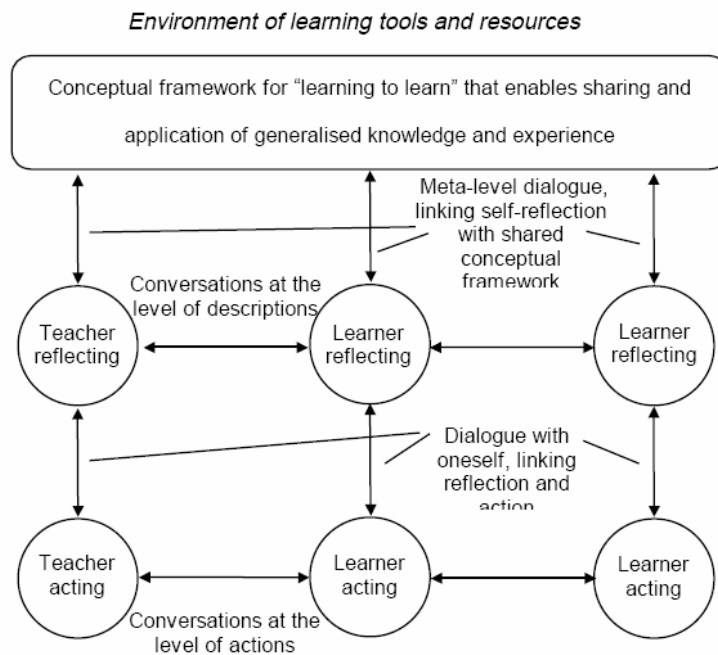 Environment of learning tools and resources
Conceptual framework for “learning to learn” that enables sharing and
application of generalised knowledge and experience
Meta-level dialogue,
linking self-reflection
with shared
conceptual
framework
Conversations at the
level of descriptions
Teacher
reflecting
Learner
reflecting
Learner
reflecting
Dialogue with
oneself, linking
reflection and
action
Teacher
acting
Learner
acting
Learner
acting
Conversations at the
level of actions